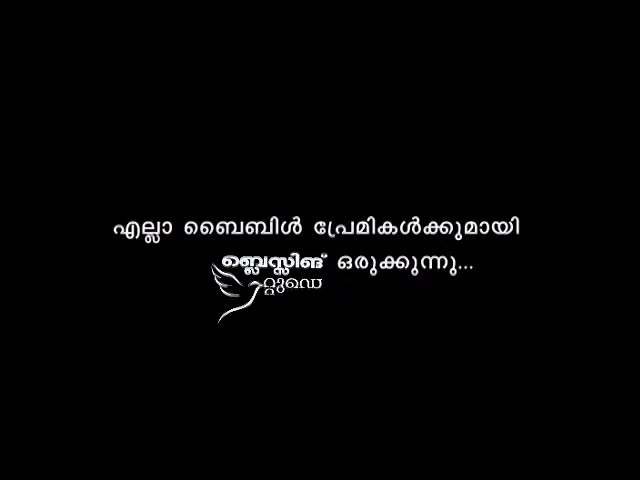 എല്ലാ ബൈബിൾ പ്രേമികൾക്കുമായി
ബ്ലെസ്സിങ് ഒരുക്കുന്നു...
റ്റുഡെ